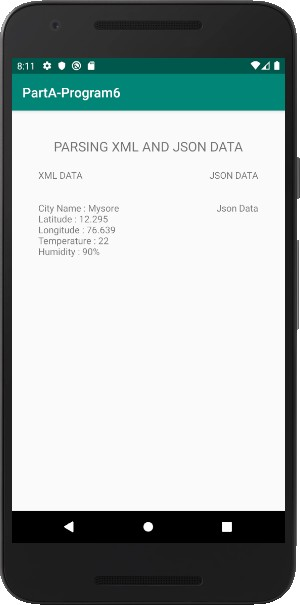 8:11
PartA-Program6
PARSING XML AND JSON DATA
XML DATA
JSON DATA
City Name : Mysore
Latitude : 12.295
Longitude : 76.639
Temperature : 22
Humidity : 90%
Json Data